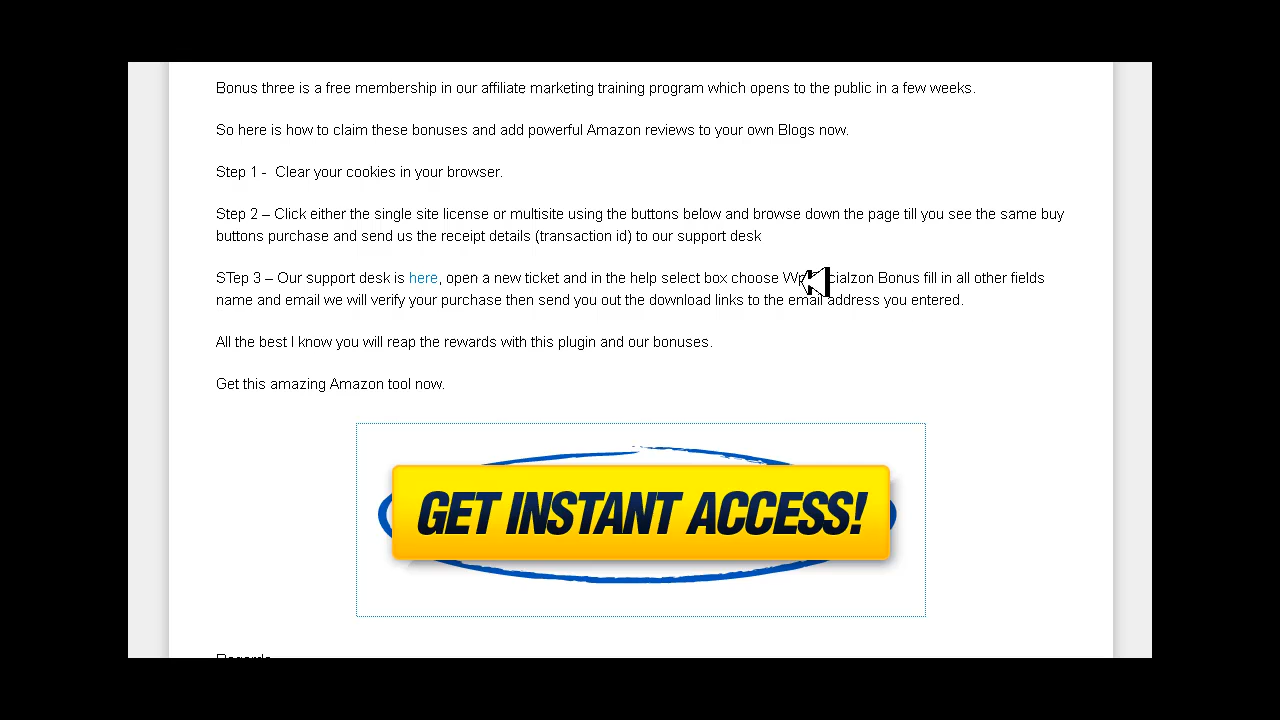 Bonus three is a free membership in our affiliate marketing training program which opens to the public in a few weeks.
So here is how to claim these bonuses and add powerful Amazon reviews to your own Blogs now.
Step 1 -  Clear your cookies in your browser.
Step 2 – Click either the single site license or multisite using the buttons below and browse down the page till you see the same buy
buttons purchase and send us the receipt details (transaction id) to our support desk
STep 3 – Our support desk is here, open a new ticket and in the help select box choose Bonus fill in all other fields
name and email we will verify your purchase then send you out the download links to the email address you entered.
All the best I know you will reap the rewards with this plugin and our bonuses.
Get this amazing Amazon tool now.
GET INSTANT ACCESS!